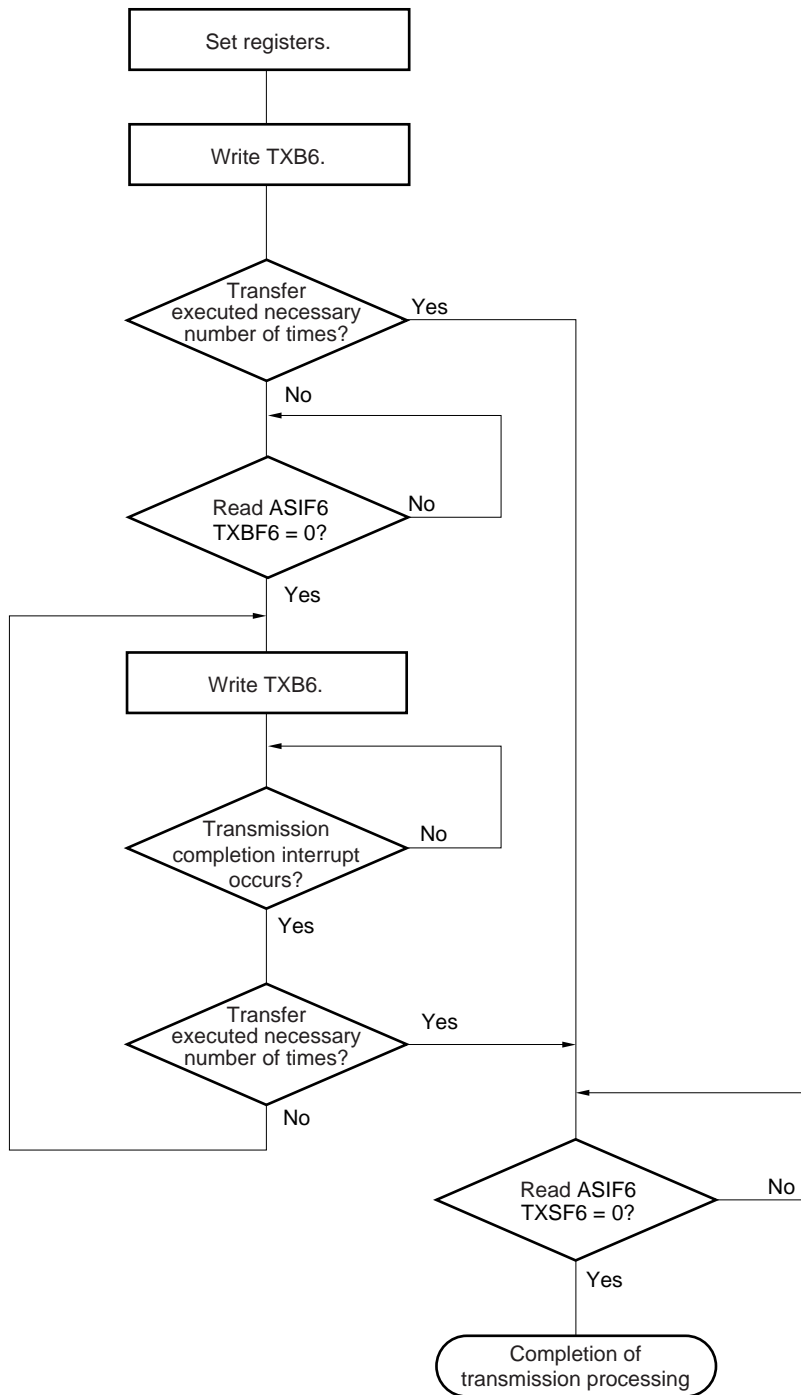 Set registers.
Write TXB6.
Transfer
executed necessary
number of times?
Yes
No
Read ASIF6
TXBF6 = 0?
No
Yes
Write TXB6.
Transmission
completion interrupt
occurs?
No
Yes
Transfer
executed necessary
number of times?
Yes
No
Read ASIF6
TXSF6 = 0?
No
Yes
Completion of
transmission processing